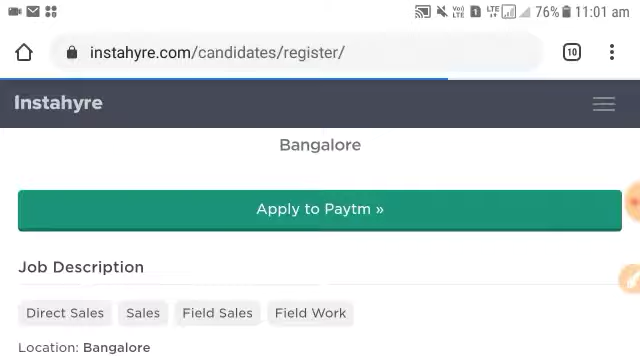 76% 11:01 am
instahyre.com/candidates/register/
10
Instahyre
Bangalore
Apply to Paytm »
Job Description
Direct Sales Sales Field Sales Field Work
Location: Bangalore